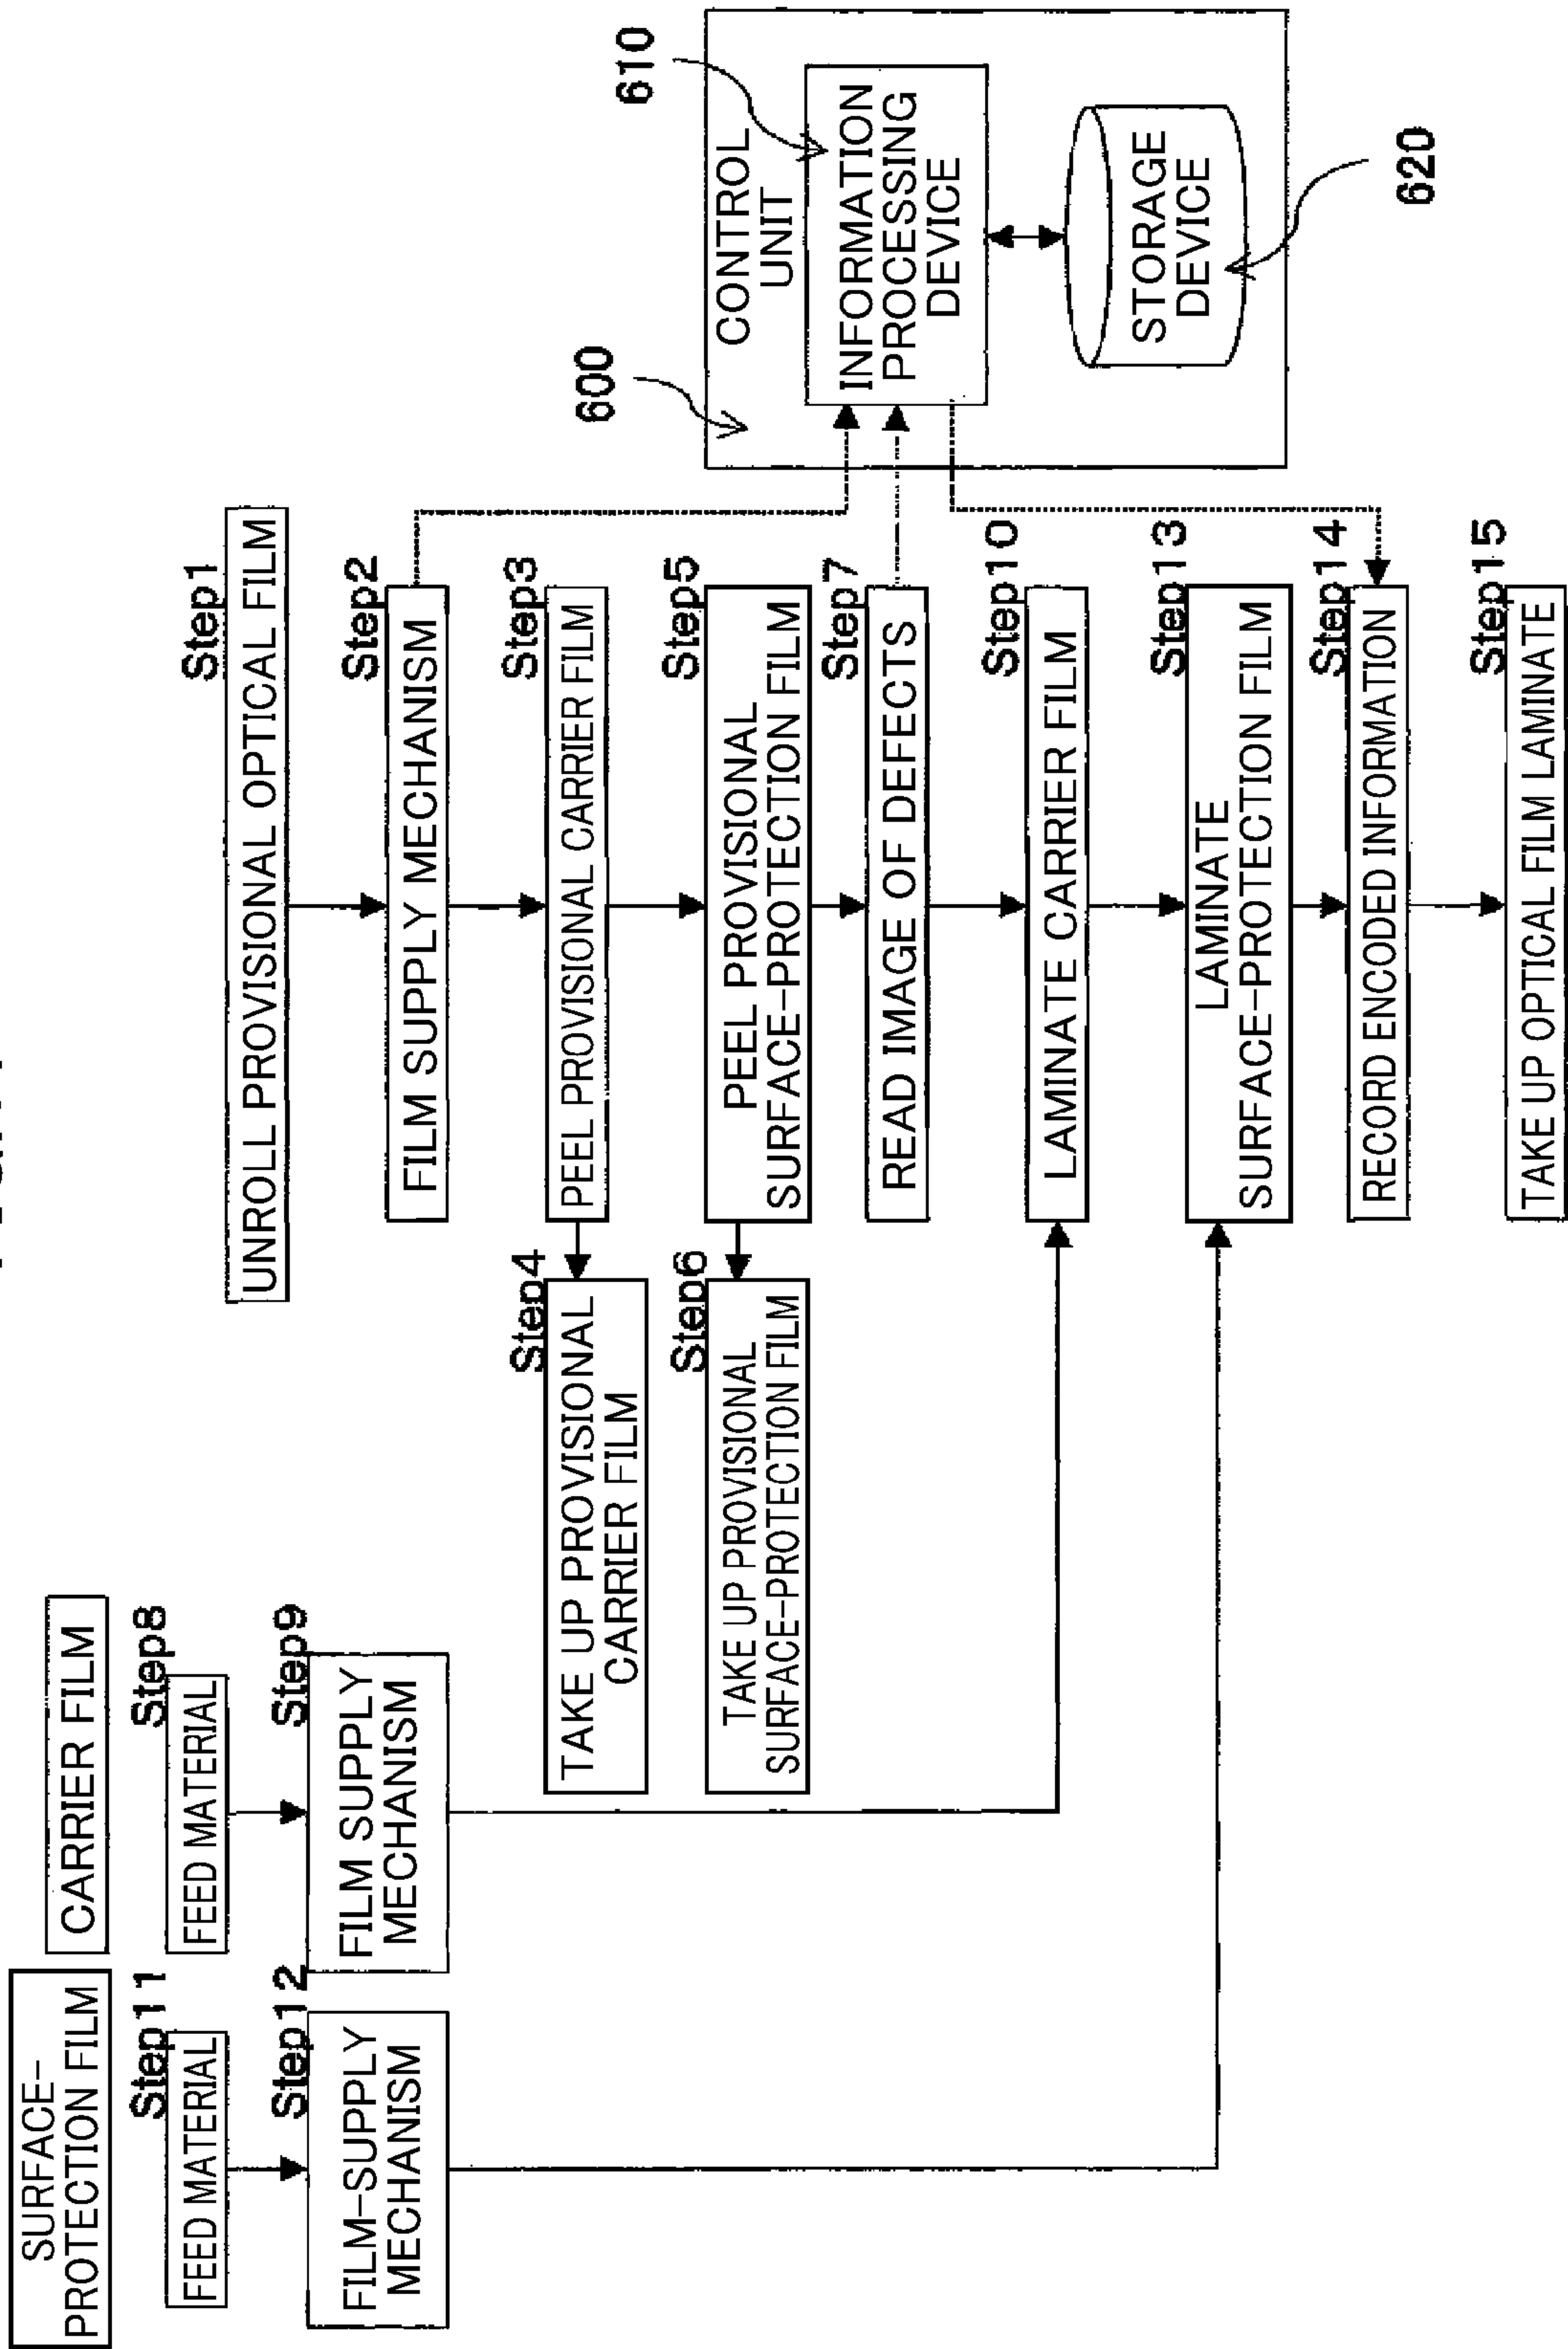 SURFACE-
PROTECTION FILM
Step11
FEED MATERIAL
Step12
FILM-SUPPLY
MECHANISM
CARRIER FILM
Step8
FEED MATERIAL
Step9
FILM SUPPLY
MECHANISM
Step1
UNROLL PROVISIONAL OPTICAL FILM
Step2
FILM SUPPLY MECHANISM
Step3
PEEL PROVISIONAL CARRIER FILM
Step4
TAKE UP PROVISIONAL
CARRIER FILM
Step5
PEEL PROVISIONAL
SURFACE-PROTECTION FILM
Step6
TAKE UP PROVISIONAL
SURFACE-PROTECTION FILM
Step7
READ IMAGE OF DEFECTS
Step10
LAMINATE CARRIER FILM
Step13
LAMINATE
SURFACE-PROTECTION FILM
Step14
RECORD ENCODED INFORMATION
Step15
TAKE UP OPTICAL FILM LAMINATE
600
CONTROL
UNIT
610
INFORMATION
PROCESSING
DEVICE
STORAGE
DEVICE
620